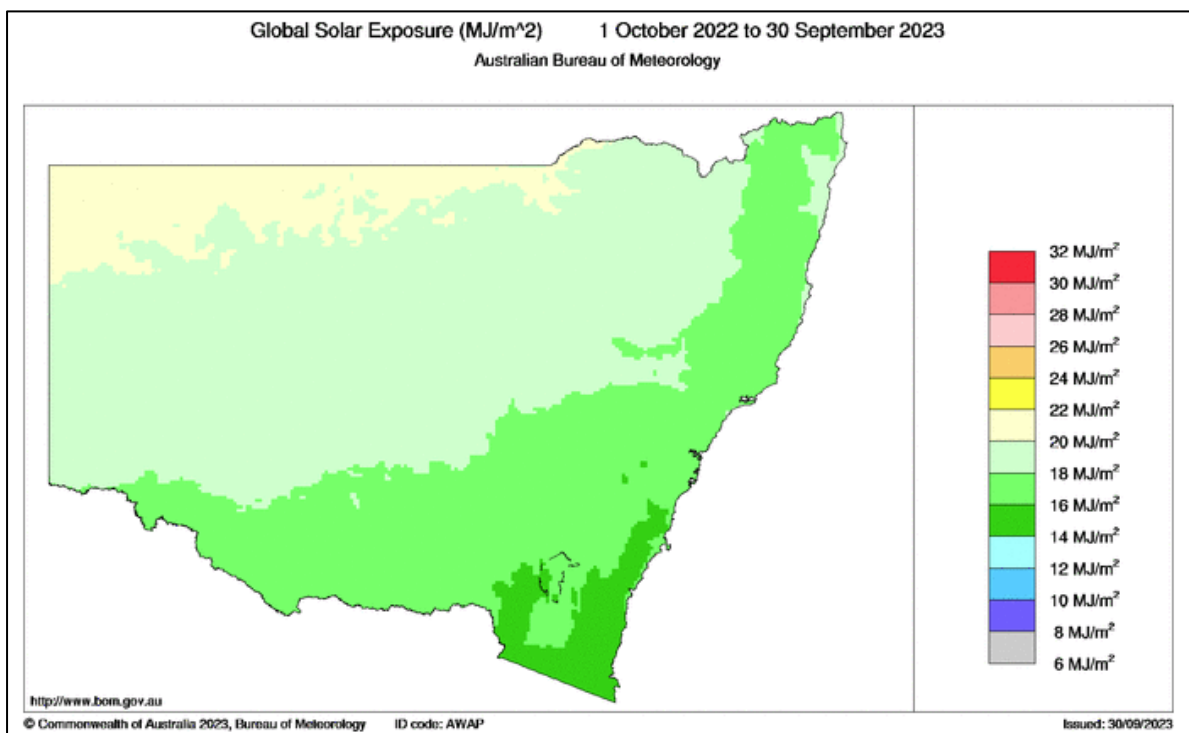 Global Solar Exposure (MJ/m^2) 1 October 2022 to 30 September 2023
Australian Bureau of Meteorology
32 MJ/m²
30 MJ/m²
28 MJ/m²
26 MJ/m²
24 MJ/m²
22 MJ/m²
20 MJ/m²
18 MJ/m²
16 MJ/m²
14 MJ/m²
12 MJ/m²
10 MJ/m²
8 MJ/m²
6 MJ/m²
http://www.bom.gov.au
© Commonwealth of Australia 2023, Bureau of Meteorology ID code: AWAP Issued: 30/09/2023